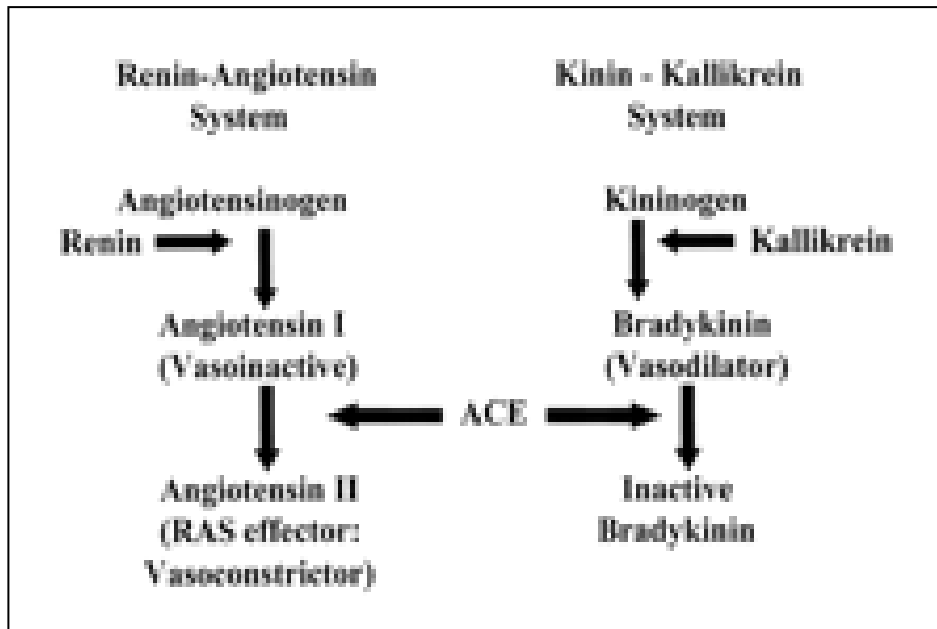 Renin-Angiotensin
System
Kinin - Kallikrein
System
Angiotensinogen
Renin
Kininogen
Kallikrein
Angiotensin I
(Vasoinactive)
Bradykinin
(Vasodilator)
ACE
Angiotensin II
(RAS effector:
Vasoconstrictor)
Inactive
Bradykinin